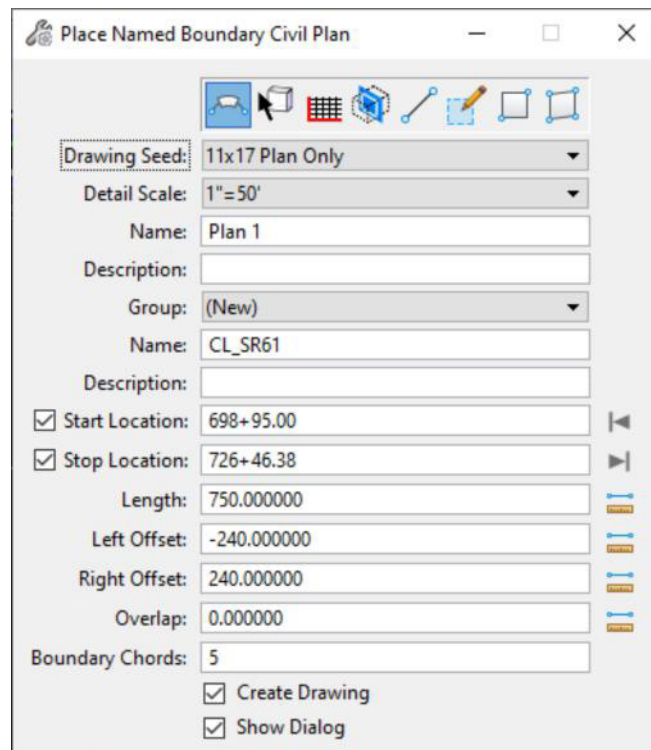 Place Named Boundary Civil Plan
Drawing Seed: 11x17 Plan Only
Detail Scale: 1"=50'
Name: Plan 1
Description:
Group: (New)
Name: CL_SR61
Description:
Start Location: 698+95.00
Stop Location: 726+46.38
Length: 750.000000
Left Offset: -240.000000
Right Offset: 240.000000
Overlap: 0.000000
Boundary Chords: 5
Create Drawing
Show Dialog